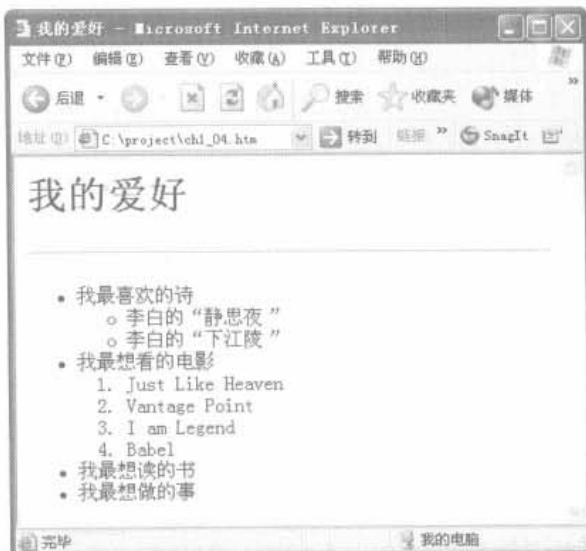 我的爱好 - Microsoft Internet Explorer
文件(F) 编辑(E) 查看(V) 收藏(A) 工具(T) 帮助(H)
后退 搜索 收藏夹 媒体 »
地址(D) C:\project\ch1_04.htm 转到 链接 » SnagIt
我的爱好
• 我最喜欢的诗
○ 李白的“静思夜 ”
○ 李白的“下江陵 ”
• 我最想看的电影
1. Just Like Heaven
2. Vantage Point
3. I am Legend
4. Babel
• 我最想读的书
• 我最想做的事
完毕 我的电脑